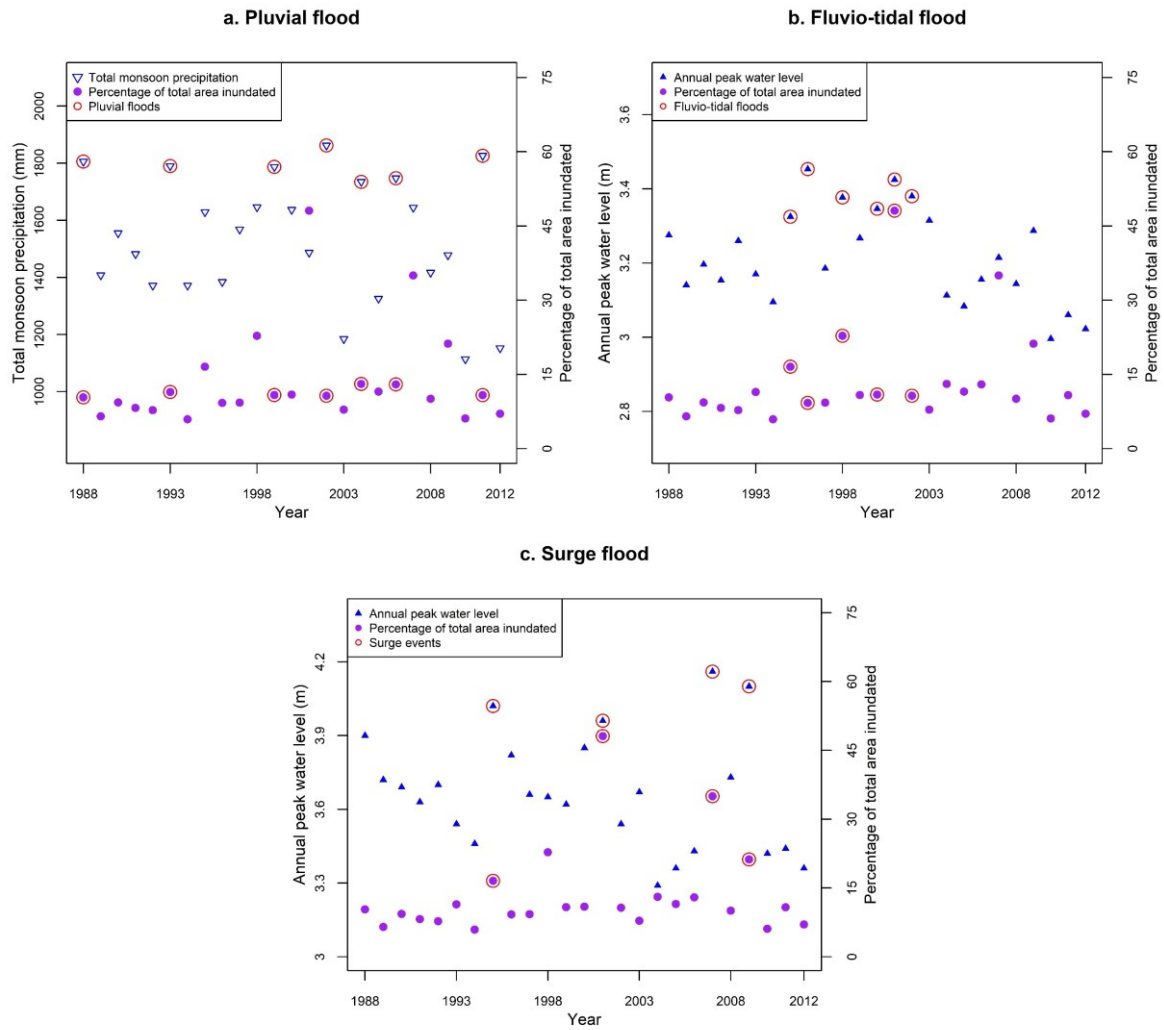 a. Pluvial flood
Total monsoon precipitation
Percentage of total area inundated
Pluvial floods
Total monsoon precipitation (mm)
2000
1800
1600
1400
1200
1000
75
60
45
30
15
0
Percentage of total area inundated
1988 1993 1998 2003 2008 2012
Year
b. Fluvio-tidal flood
Annual peak water level
Percentage of total area inundated
Fluvio-tidal floods
Annual peak water level (m)
3.6
3.4
3.2
3
2.8
75
60
45
30
15
0
Percentage of total area inundated
1988 1993 1998 2003 2008 2012
Year
c. Surge flood
Annual peak water level
Percentage of total area inundated
Surge events
Annual peak water level (m)
4.2
3.9
3.6
3.3
3
75
60
45
30
15
0
Percentage of total area inundated
1988 1993 1998 2003 2008 2012
Year